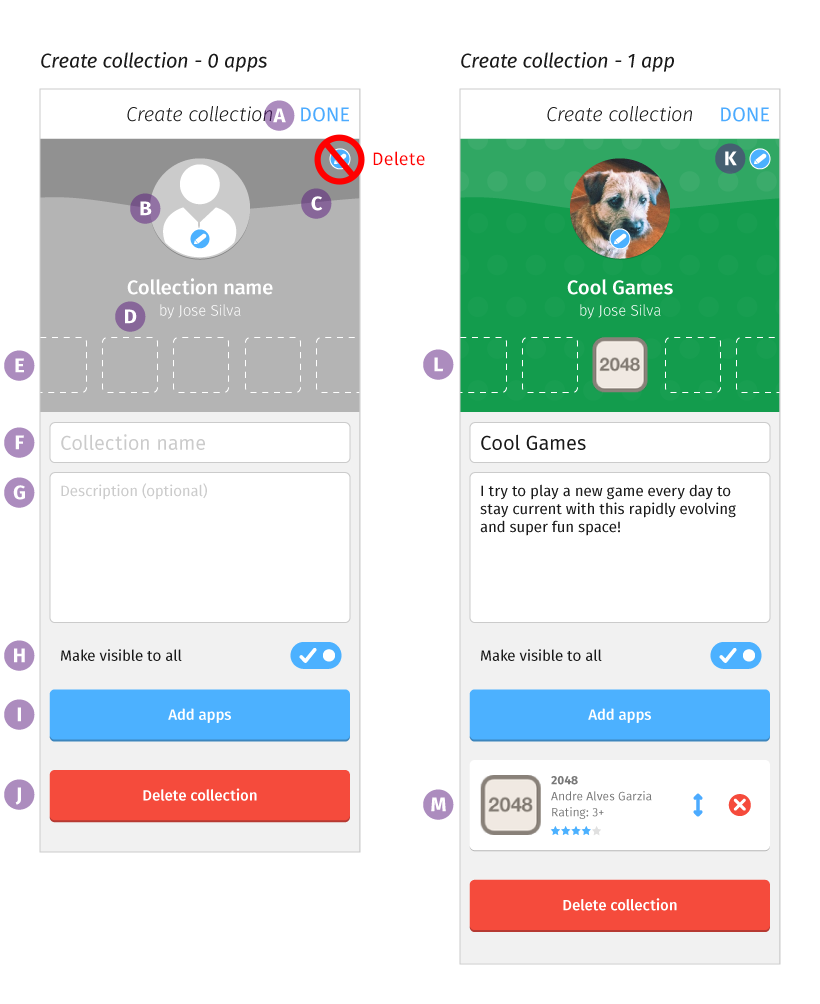 Create collection - 0 apps
Create collection
A
DONE
Delete
B
C
Collection name
by Jose Silva
D
E
F
Collection name
G
Description (optional)
H
Make visible to all
I
Add apps
J
Delete collection
Create collection - 1 app
Create collection
DONE
K
Cool Games
by Jose Silva
L
2048
Cool Games
I try to play a new game every day to
stay current with this rapidly evolving
and super fun space!
Make visible to all
Add apps
M
2048
2048
Andre Alves Garzia
Rating: 3+
Delete collection